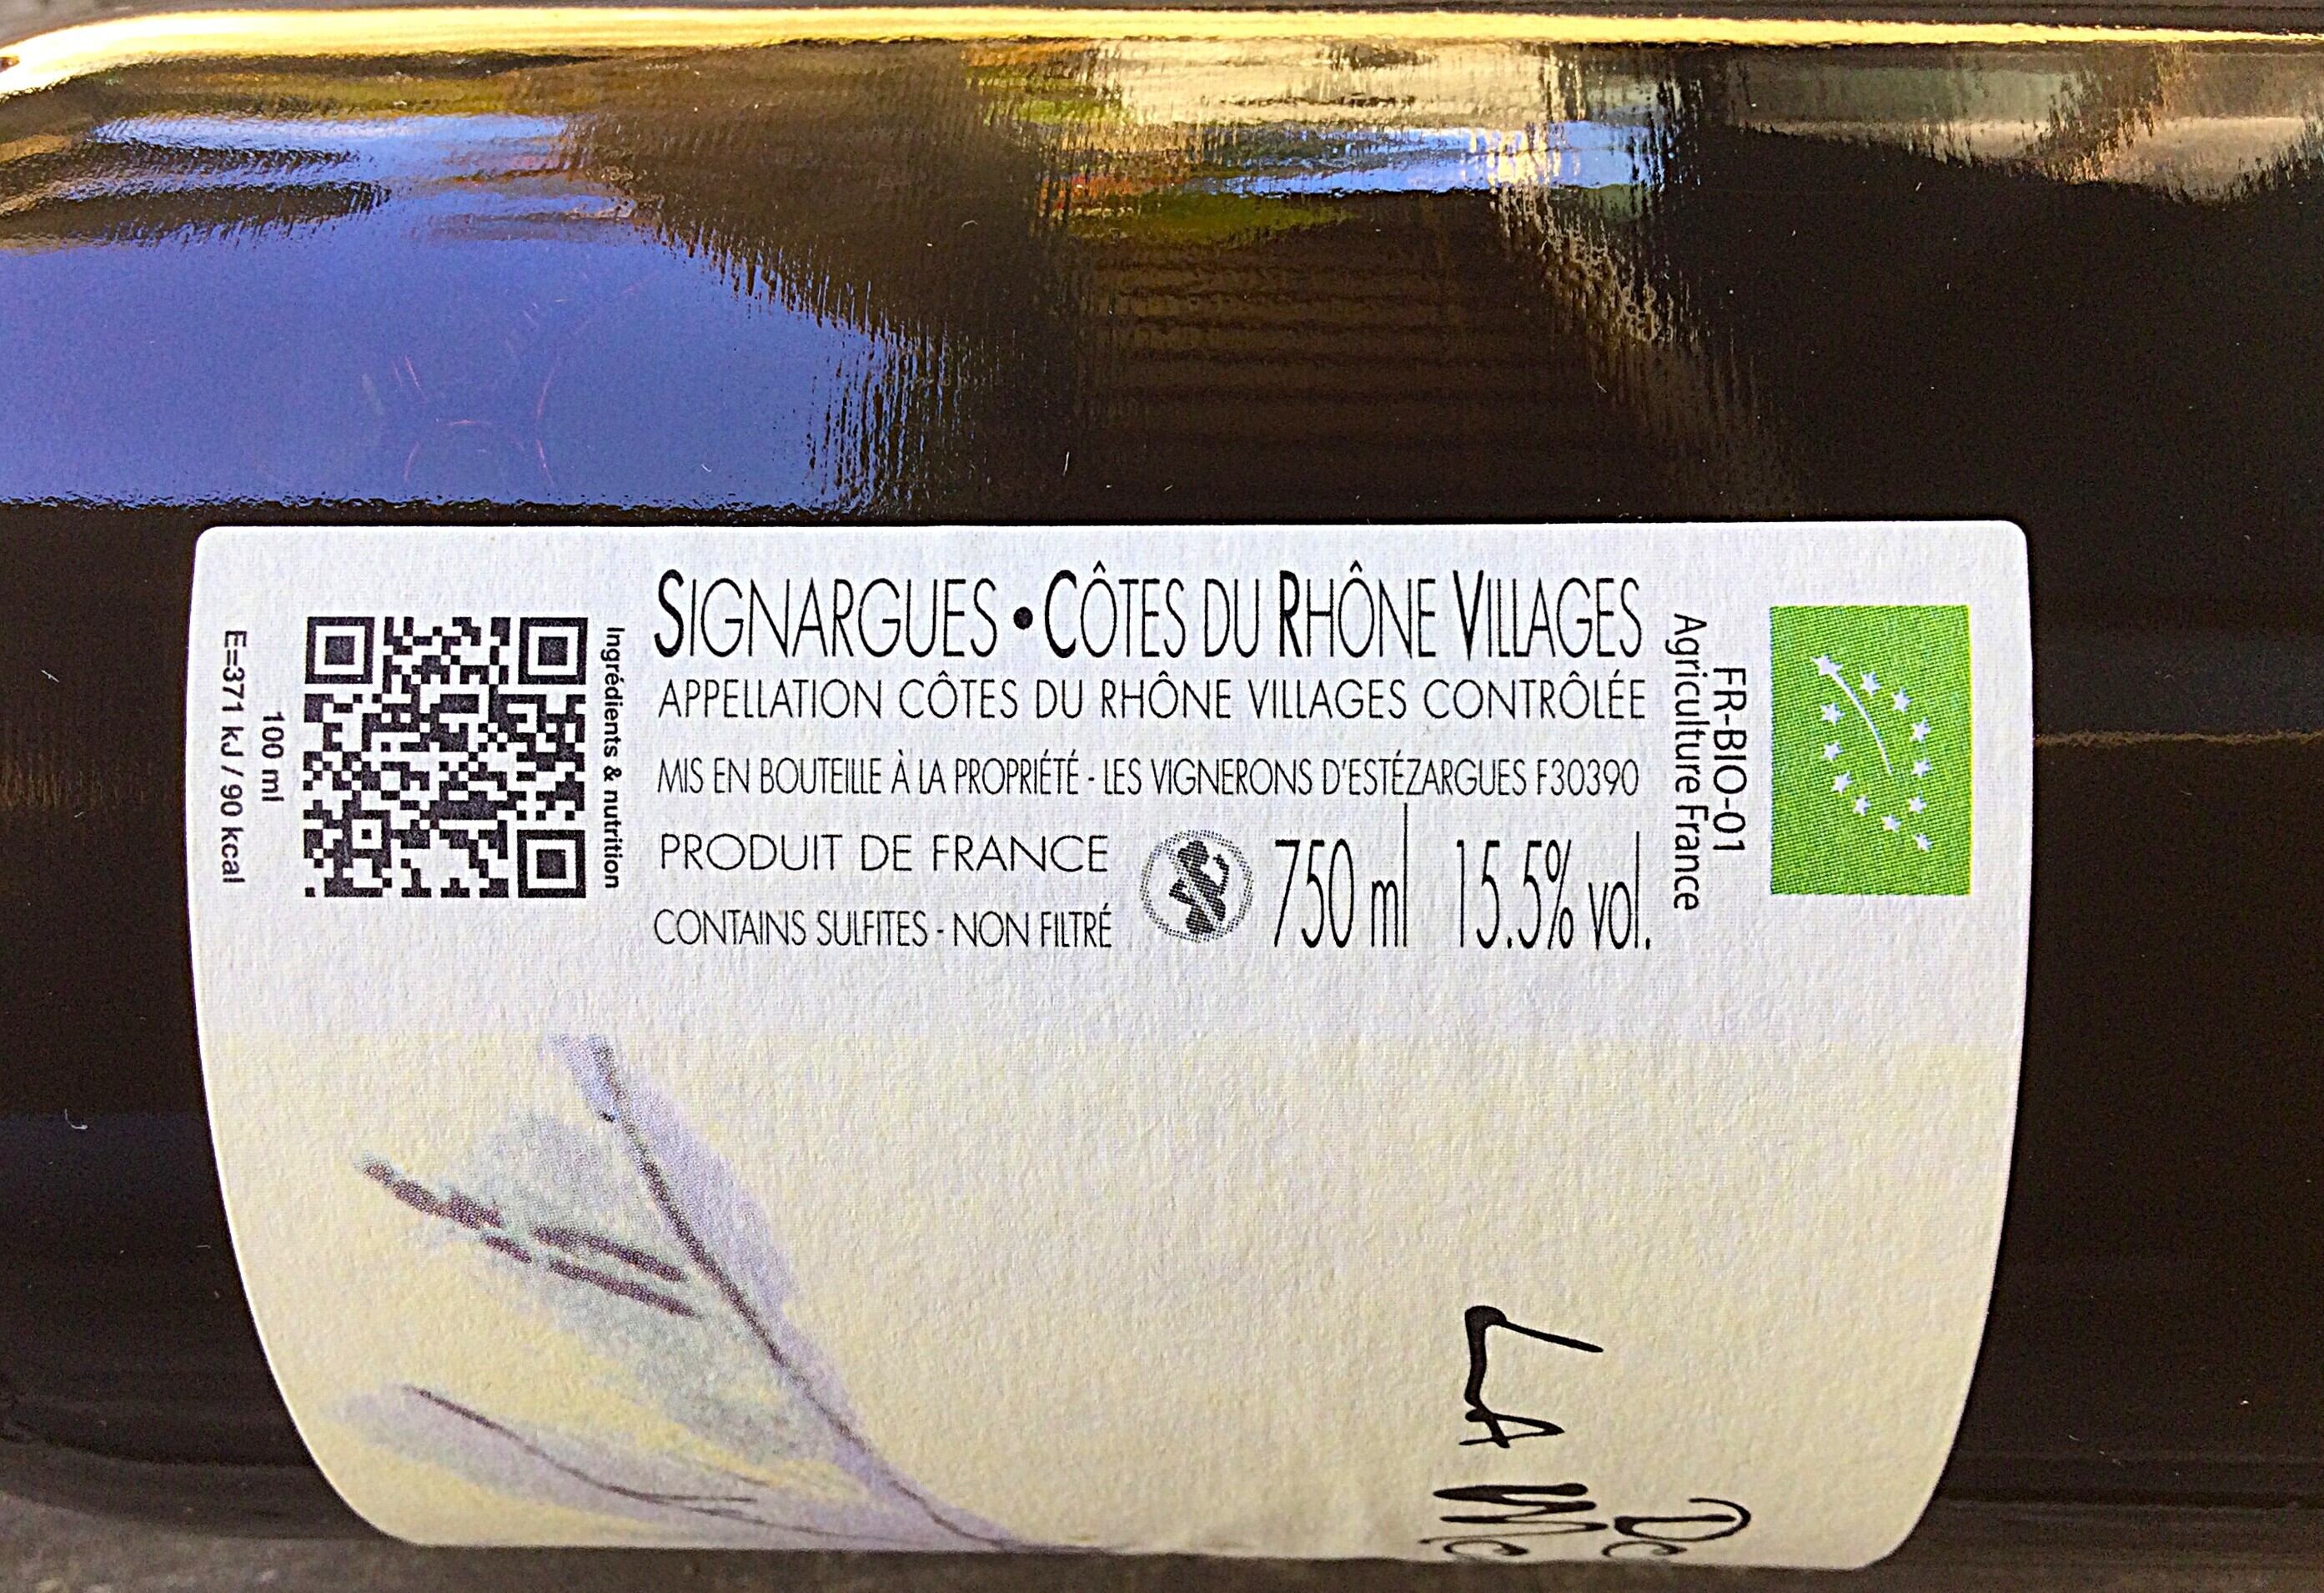 SIGNARGUES • CÔTES DU RHÔNE VILLAGES
APPELLATION CÔTES DU RHÔNE VILLAGES CONTRÔLÉE
MIS EN BOUTEILLE À LA PROPRIÉTÉ - LES VIGNERONS D'ESTÉZARGUES F30390
PRODUIT DE FRANCE
CONTAINS SULFITES - NON FILTRÉ
750 ml 15.5% vol.
Ingrédients & nutrition
100 ml
E=371 kJ / 90 kcal
FR-BIO-01
Agriculture France
LA